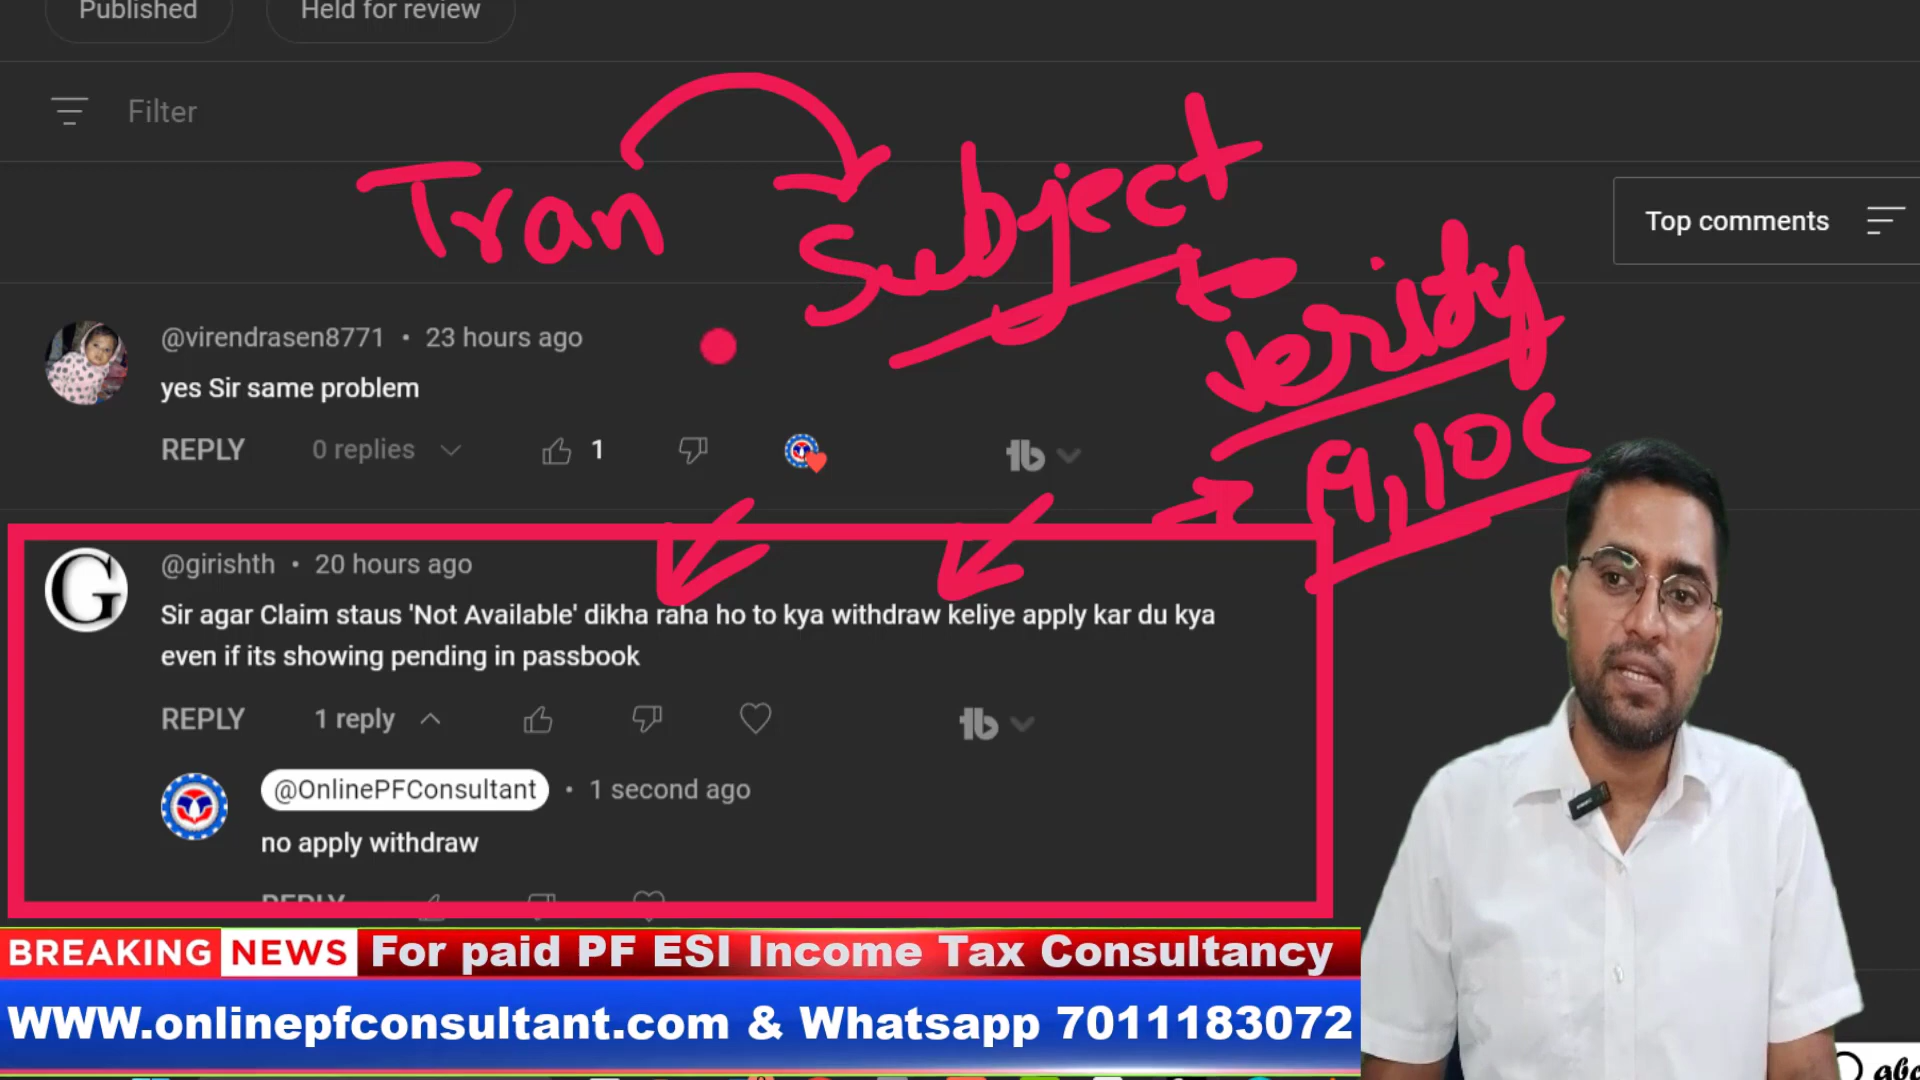 Published
Held for review
Filter
Tran
Subject
to
verify
19, 10C
Top comments
@virendrasen8771 • 23 hours ago
yes Sir same problem
REPLY
0 replies
1
G
@girishth • 20 hours ago
Sir agar Claim staus 'Not Available' dikha raha ho to kya withdraw keliye apply kar du kya
even if its showing pending in passbook
REPLY
1 reply
@OnlinePFConsultant • 1 second ago
no apply withdraw
REPLY
BREAKING NEWS For paid PF ESI Income Tax Consultancy
WWW.onlinepfconsultant.com & Whatsapp 7011183072
abc